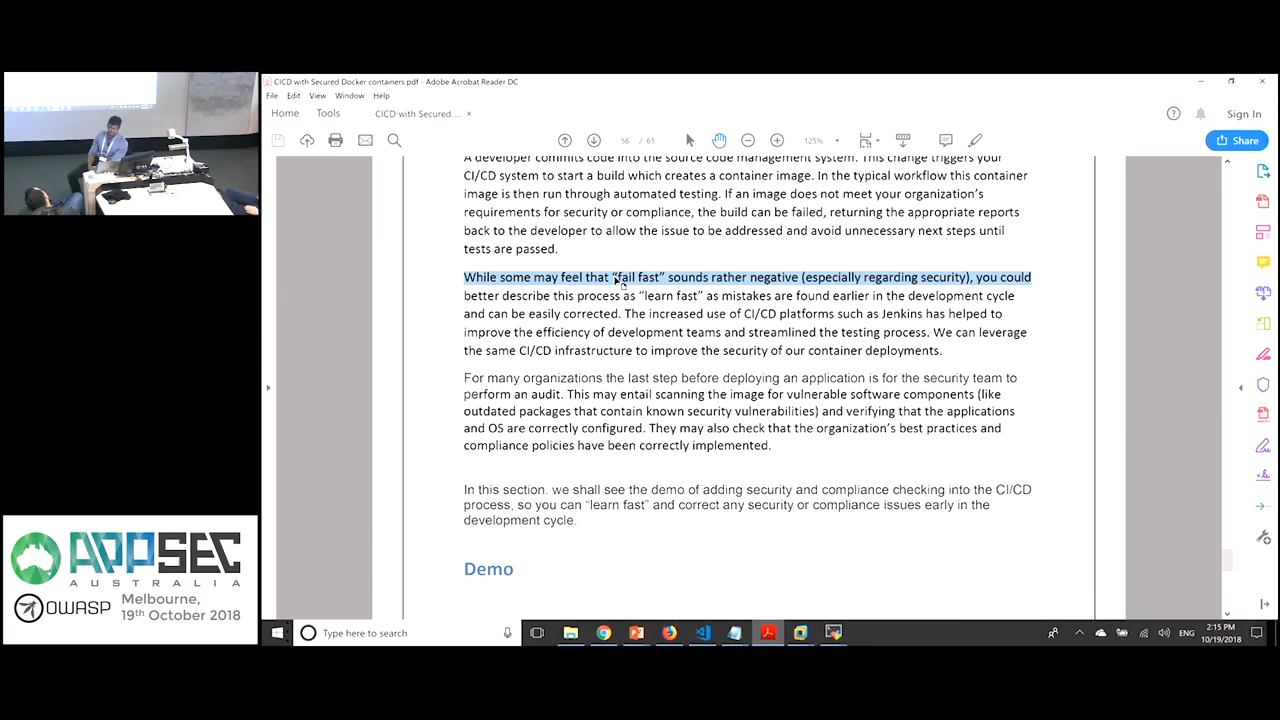 CICD with Secured Docker containers.pdf - Adobe Acrobat Reader DC
File Edit View Window Help
Home Tools CICD with Secured ... × Sign In
56 / 61 125% Share
A developer commits code into the source code management system. This change triggers your
CI/CD system to start a build which creates a container image. In the typical workflow this container
image is then run through automated testing. If an image does not meet your organization's
requirements for security or compliance, the build can be failed, returning the appropriate reports
back to the developer to allow the issue to be addressed and avoid unnecessary next steps until
tests are passed.
While some may feel that "fail fast" sounds rather negative (especially regarding security), you could
better describe this process as "learn fast" as mistakes are found earlier in the development cycle
and can be easily corrected. The increased use of CI/CD platforms such as Jenkins has helped to
improve the efficiency of development teams and streamlined the testing process. We can leverage
the same CI/CD infrastructure to improve the security of our container deployments.
For many organizations the last step before deploying an application is for the security team to
perform an audit. This may entail scanning the image for vulnerable software components (like
outdated packages that contain known security vulnerabilities) and verifying that the applications
and OS are correctly configured. They may also check that the organization's best practices and
compliance policies have been correctly implemented.
In this section. we shall see the demo of adding security and compliance checking into the CI/CD
process, so you can "learn fast" and correct any security or compliance issues early in the
development cycle.
Demo
APPSEC
AUSTRALIA
OWASP
Melbourne,
19th October 2018
Type here to search
ENG
2:15 PM
10/19/2018